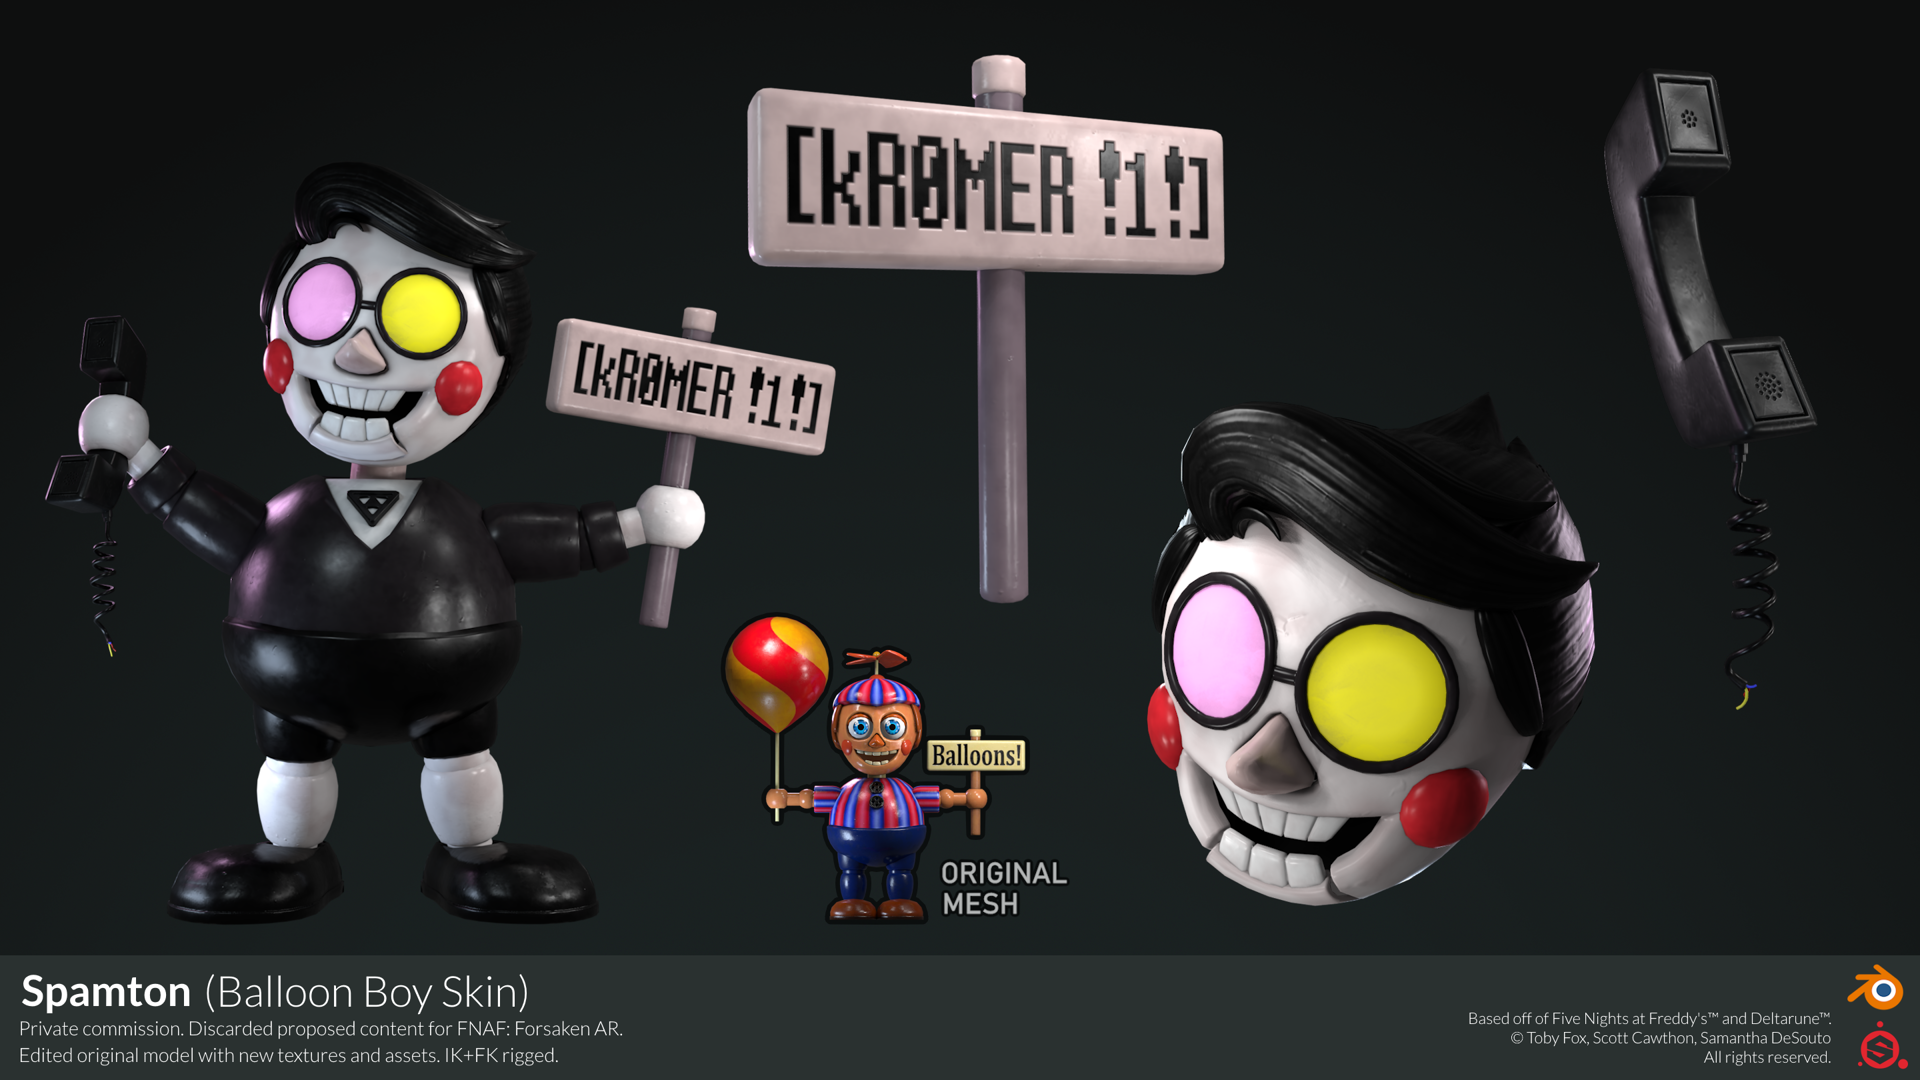 [kRØMER !1!]
[kRØMER !1!]
Balloons!
ORIGINAL
MESH
Spamton (Balloon Boy Skin)
Private commission. Discarded proposed content for FNAF: Forsaken AR.
Edited original model with new textures and assets. IK+FK rigged.
Based off of Five Nights at Freddy's™ and Deltarune™.
© Toby Fox, Scott Cawthon, Samantha DeSouto
All rights reserved.